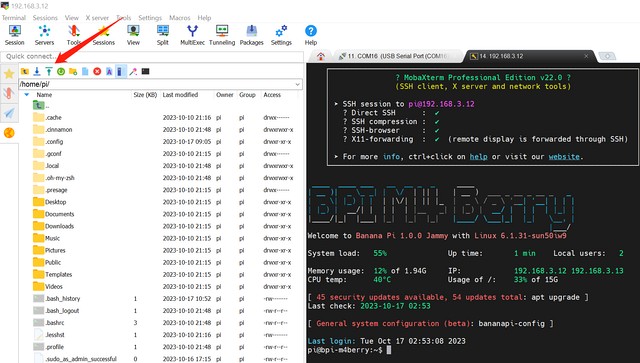 192.168.3.12
Terminal Sessions View X server Tools Settings Macros Help
Session Servers Tools Sessions View Split MultiExec Tunneling Packages Settings Help
Quick connect...
11. COM16 (USB Serial Port (COM16
14. 192.168.3.12
/home/pi/
Name Size (KB) Last modified Owner Group Access
..
.cache 2023-10-10 21:16 pi pi drwx------
.cinnamon 2023-10-10 21:48 pi pi drwxrwxr-x
.config 2023-10-17 09:05 pi pi drwxr-xr-x
.gconf 2023-10-10 21:15 pi pi drwx------
.local 2023-10-10 21:48 pi pi drwxrwxr-x
.oh-my-zsh 2023-10-10 21:48 pi pi drwxr-xr-x
.presage 2023-10-10 21:15 pi pi drwx------
Desktop 2023-10-10 21:15 pi pi drwxr-xr-x
Documents 2023-10-10 21:15 pi pi drwxr-xr-x
Downloads 2023-10-10 21:15 pi pi drwxr-xr-x
Music 2023-10-10 21:15 pi pi drwxr-xr-x
Pictures 2023-10-10 21:15 pi pi drwxr-xr-x
Public 2023-10-10 21:15 pi pi drwxr-xr-x
Templates 2023-10-10 21:15 pi pi drwxr-xr-x
Videos 2023-10-10 21:15 pi pi drwxr-xr-x
.bash_history 1 2023-10-17 10:52 pi pi -rw-------
.bash_logout 1 2023-10-10 21:48 pi pi -rw-r--r--
.bashrc 3 2023-10-10 21:48 pi pi -rw-r--r--
1 2023-10-10 21:15 pi pi
.profile 1 2023-10-10 21:48 pi pi -rw-r--r--
.sudo_as_admin_successful 0 2023-10-16 17:15 pi pi -rw-r--r--
? MobaXterm Professional Edition v22.0 ?
(SSH client, X server and network tools)
➤ SSH session to pi@192.168.3.12
? Direct SSH : ✔
? SSH compression : ✔
? SSH-browser : ✔
? X11-forwarding : ✔ (remote display is forwarded through SSH)
➤ For more info, ctrl+click on help or visit our website.
BPI M4 Berry
Welcome to Banana Pi 1.0.0 Jammy with Linux 6.1.31-sun50iw9
System load: 55% Up time: 1 min Local users: 2
Memory usage: 12% of 1.94G IP: 192.168.3.12 192.168.3.13
CPU temp: 40°C Usage of /: 33% of 15G
[ 45 security updates available, 54 updates total: apt upgrade ]
Last check: 2023-10-17 02:53
[ General system configuration (beta): bananapi-config ]
Last login: Tue Oct 17 02:53:08 2023
pi@bpi-m4berry:~$